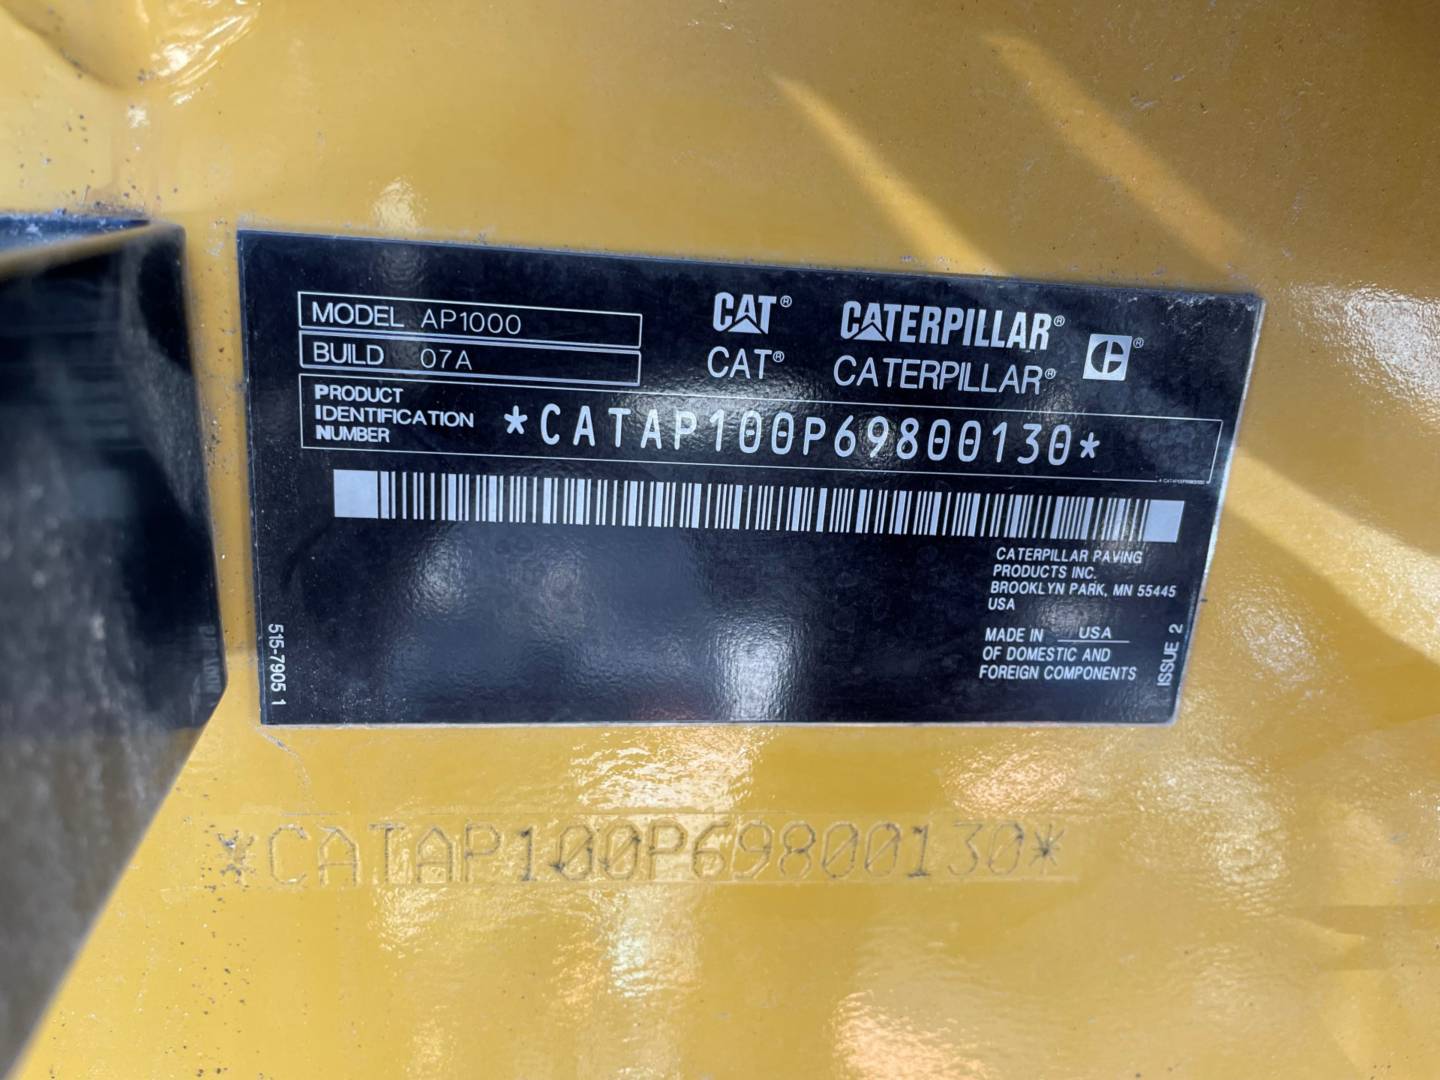 MODEL AP1000
BUILD 07A
CAT® CATERPILLAR®
CAT® CATERPILLAR®
PRODUCT
IDENTIFICATION
NUMBER
*CATAP100P69800130*
CATERPILLAR PAVING
PRODUCTS INC.
BROOKLYN PARK, MN 55445
USA
MADE IN USA
OF DOMESTIC AND
FOREIGN COMPONENTS
515-7905 1
ISSUE 2
*CATAP100P69800130*